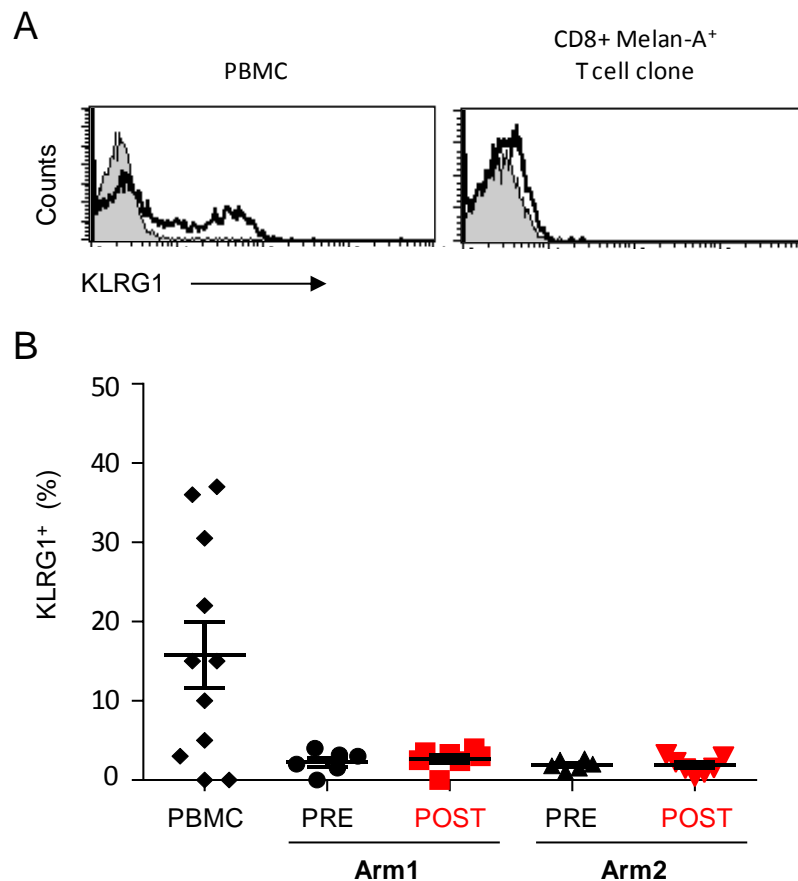 A
PBMC
CD8+ Melan-A⁺
T cell clone
Counts
KLRG1
B
KLRG1⁺ (%)
50
40
30
20
10
0
PBMC PRE POST PRE POST
Arm1 Arm2